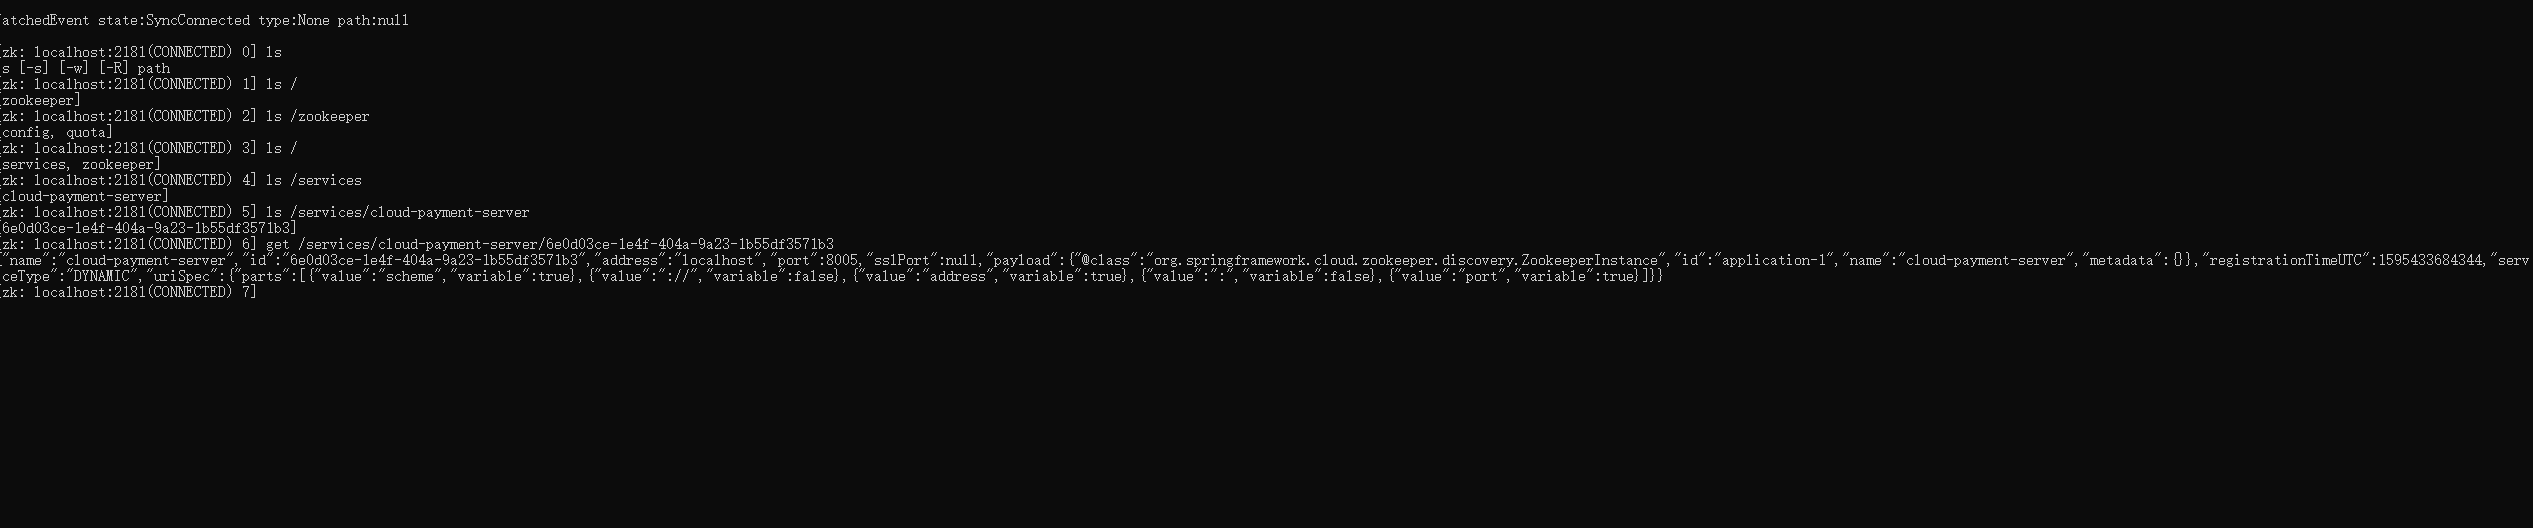 atchedEvent state:SyncConnected type:None path:null
[zk: localhost:2181(CONNECTED) 0] ls
s [-s] [-w] [-R] path
[zk: localhost:2181(CONNECTED) 1] ls /
[zookeeper]
[zk: localhost:2181(CONNECTED) 2] ls /zookeeper
[config, quota]
[zk: localhost:2181(CONNECTED) 3] ls /
[services, zookeeper]
[zk: localhost:2181(CONNECTED) 4] ls /services
[cloud-payment-server]
[zk: localhost:2181(CONNECTED) 5] ls /services/cloud-payment-server
[6e0d03ce-1e4f-404a-9a23-1b55df3571b3]
[zk: localhost:2181(CONNECTED) 6] get /services/cloud-payment-server/6e0d03ce-1e4f-404a-9a23-1b55df3571b3
{"name":"cloud-payment-server","id":"6e0d03ce-1e4f-404a-9a23-1b55df3571b3","address":"localhost","port":8005,"sslPort":null,"payload":{"@class":"org.springframework.cloud.zookeeper.discovery.ZookeeperInstance","id":"application-1","name":"cloud-payment-server","metadata":{}},"registrationTimeUTC":1595433684344,"serv
ceType":"DYNAMIC","uriSpec":{"parts":[{"value":"scheme","variable":true},{"value":"://","variable":false},{"value":"address","variable":true},{"value":":","variable":false},{"value":"port","variable":true}]}}
[zk: localhost:2181(CONNECTED) 7]